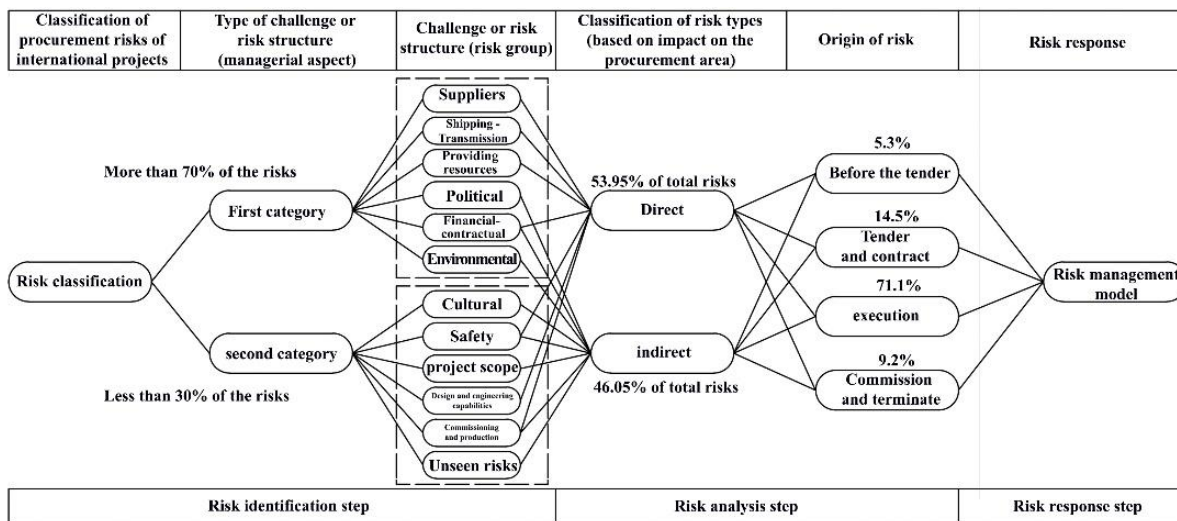 Classification of
procurement risks of
international projects
Type of challenge or
risk structure
(managerial aspect)
Challenge or risk
structure (risk group)
Classification of risk types
(based on impact on the
procurement area)
Origin of risk
Risk response
Suppliers
Shipping -
Transmission
Providing
resources
Political
Financial-
contractual
Environmental
More than 70% of the risks
First category
Risk classification
second category
Less than 30% of the risks
Cultural
Safety
project scope
Design and engineering
capabilities
Commissioning
and production
Unseen risks
53.95% of total risks
Direct
indirect
46.05% of total risks
5.3%
Before the tender
14.5%
Tender
and contract
71.1%
execution
9.2%
Commission
and terminate
Risk management
model
Risk identification step
Risk analysis step
Risk response step